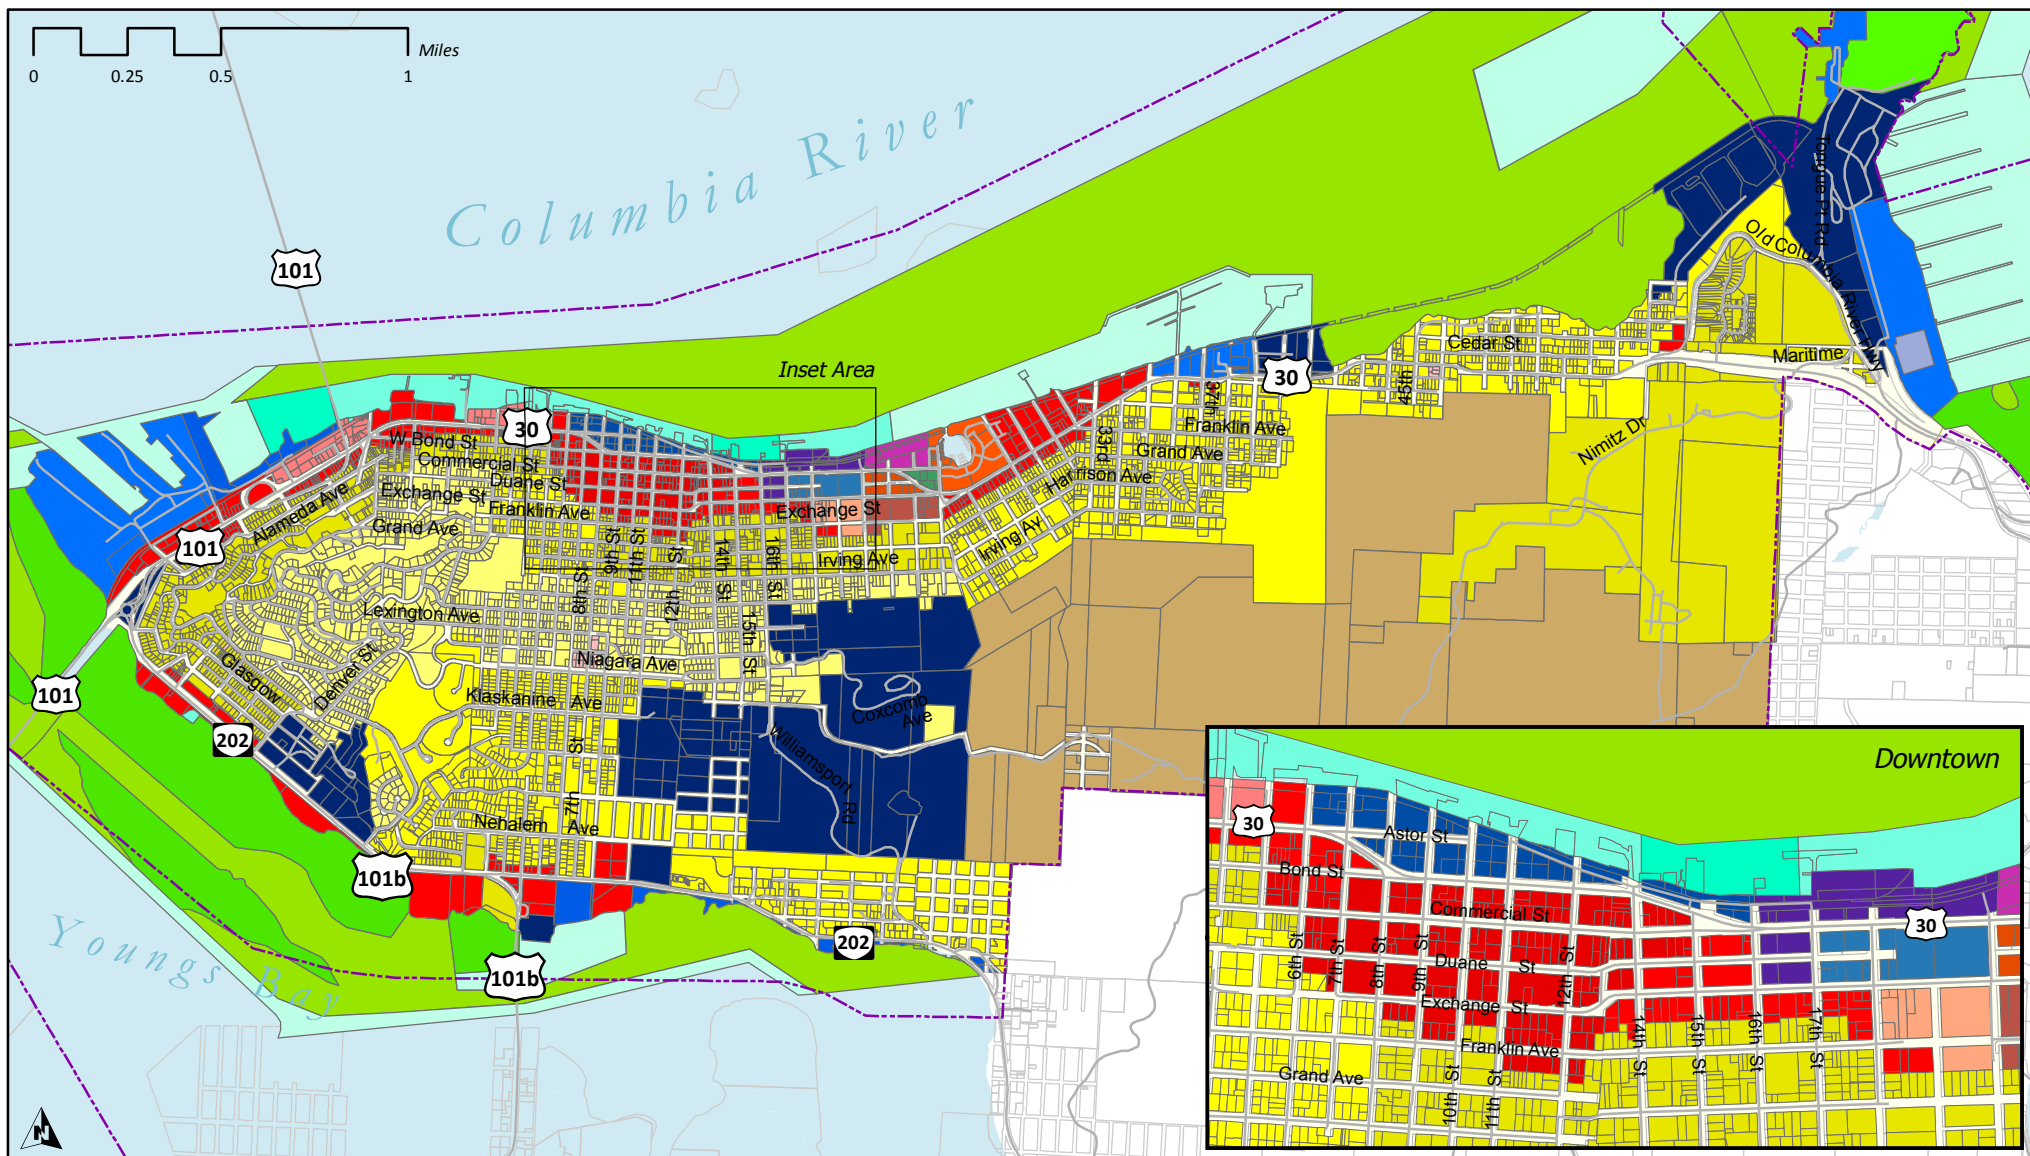 Miles
0 0.25 0.5 1
Columbia River
101
Inset Area
30
W Bond St
Commercial St
Duane St
Exchange St
Franklin Ave
Grand Ave
Alameda Ave
101
Lexington Ave
8th St
9th St
11th St
12th St
14th St
16th St
15th St
Exchange St
Irving Ave
Irving Av
Harrison Ave
33rd
Grand Ave
Franklin Ave
37th
30
45th
Cedar St
Nimitz Dr
Maritime
Old Columbia River Hwy
Tongue Pt Rd
Niagara Ave
Klaskanine Ave
Glasgow
Denver St
101
202
7th St
Nehalem Ave
Coxcomb Ave
Williamsport Rd
101b
202
101b
Youngs Bay
N
Downtown
30
Astor St
Bond St
Commercial St
30
6th St
7th St
8th St
9th St
Duane St
12th St
Exchange St
14th St
15th St
16th St
17th St
Franklin Ave
Grand Ave
10th St
11th St